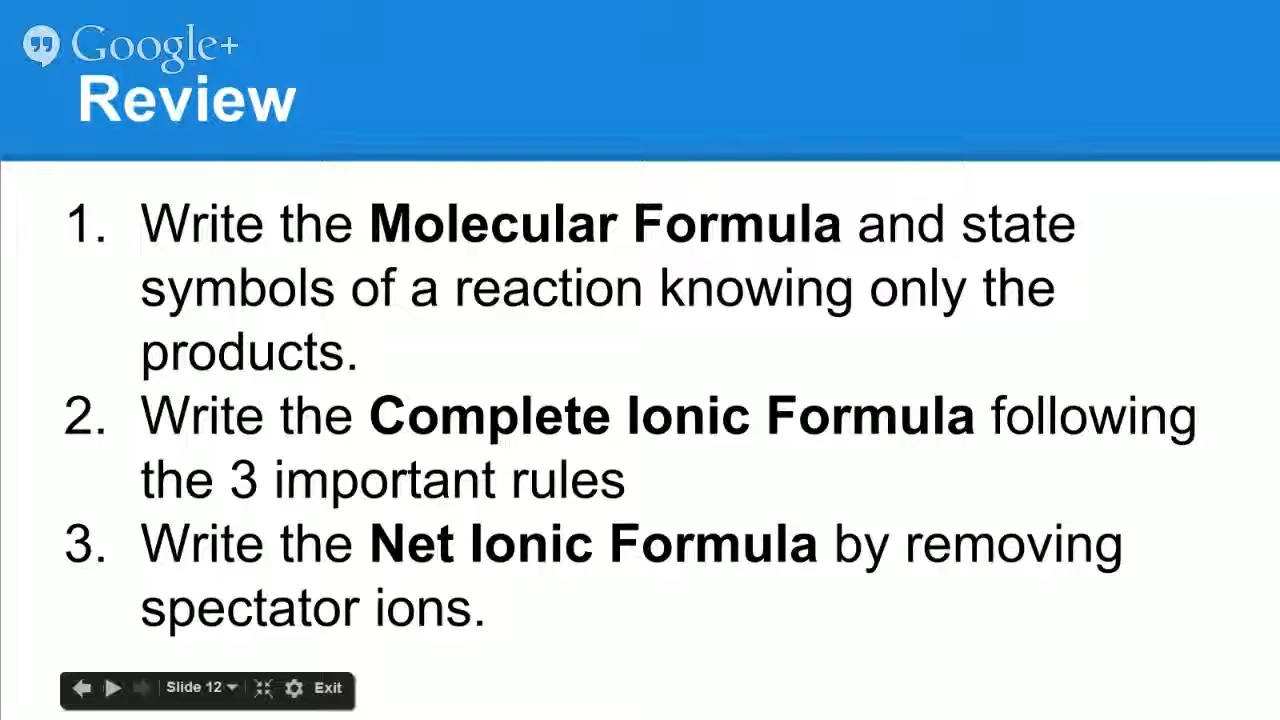 Google+
Review
1. Write the Molecular Formula and state
symbols of a reaction knowing only the
products.
2. Write the Complete Ionic Formula following
the 3 important rules
3. Write the Net Ionic Formula by removing
spectator ions.
Slide 12 Exit